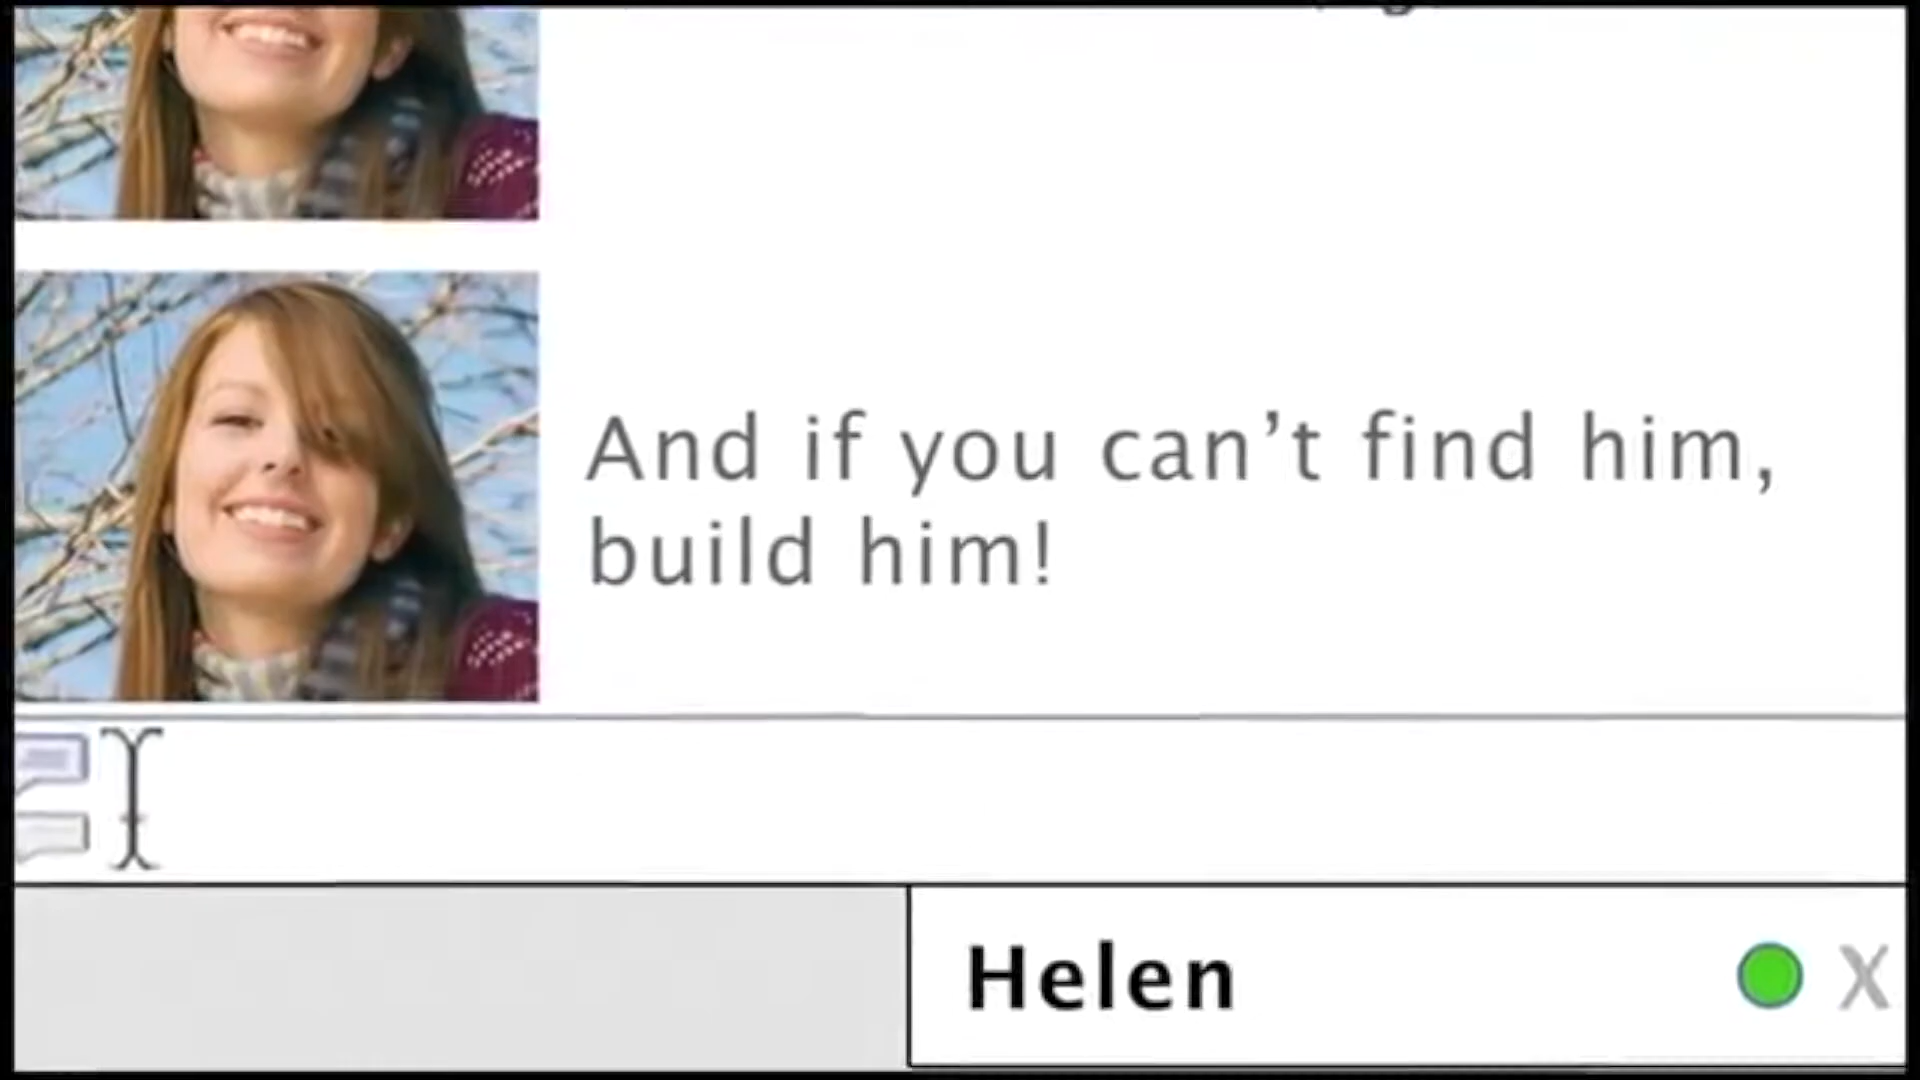 And if you can’t find him,
build him!
Helen
X